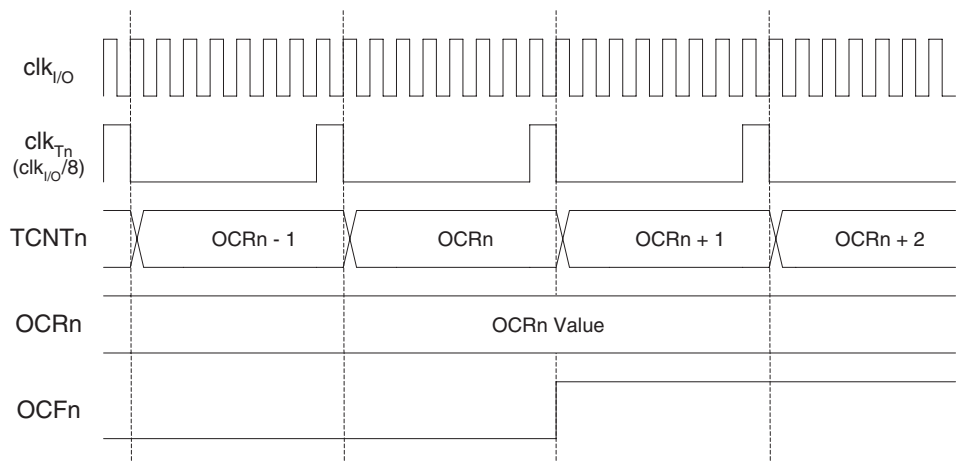 clkI/O
clkTn
(clkI/O/8)
TCNTn
OCRn - 1
OCRn
OCRn + 1
OCRn + 2
OCRn
OCRn Value
OCFn